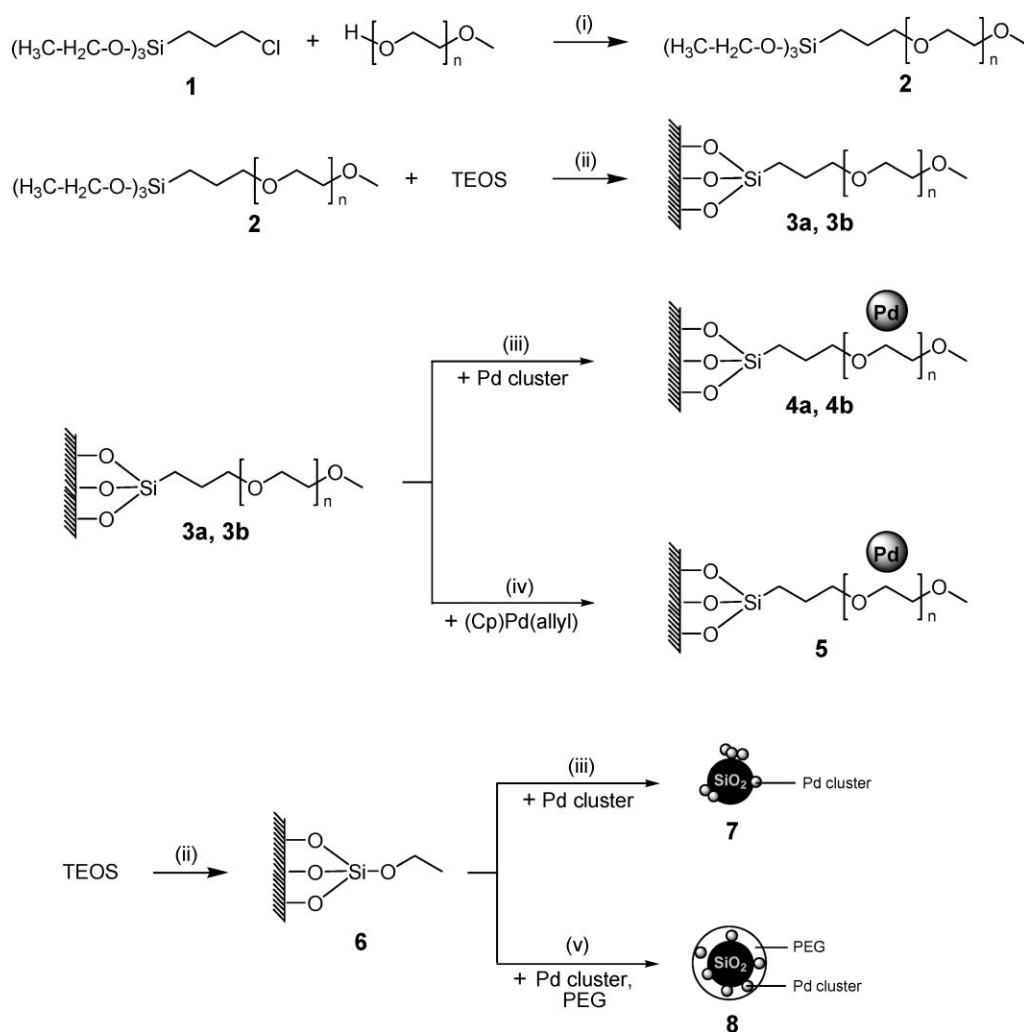 (H3C-H2C-O-)3Si Cl + H O O n (i) (H3C-H2C-O-)3Si O O n
1 2
(H3C-H2C-O-)3Si O O n + TEOS (ii) O O O Si O O n
2 3a, 3b
(iii) Pd
+ Pd cluster O O O Si O O n
4a, 4b
O O O Si O O n
3a, 3b
(iv) Pd
+ (Cp)Pd(allyl) O O O Si O O n
5
(iii) SiO2 Pd cluster
+ Pd cluster
7
TEOS (ii) O O O Si-O
6
(v) PEG
+ Pd cluster, SiO2
PEG Pd cluster
8